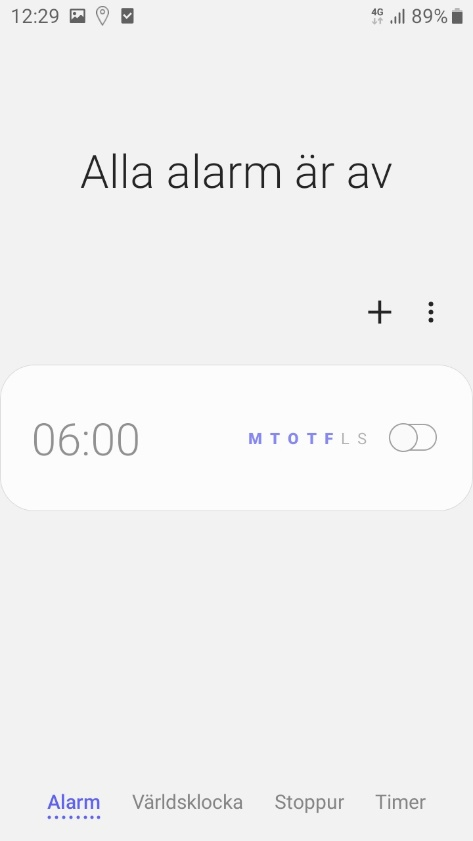 12:29 4G 89%
Alla alarm är av
06:00 M T O T F L S
Alarm Världsklocka Stoppur Timer